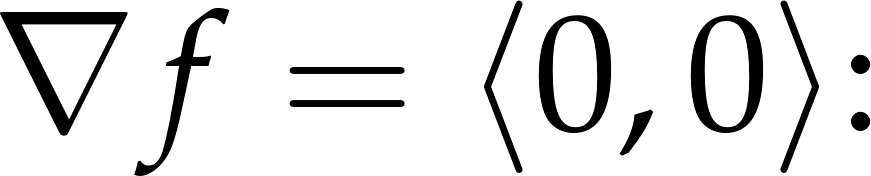 ∇f = ⟨0, 0⟩: